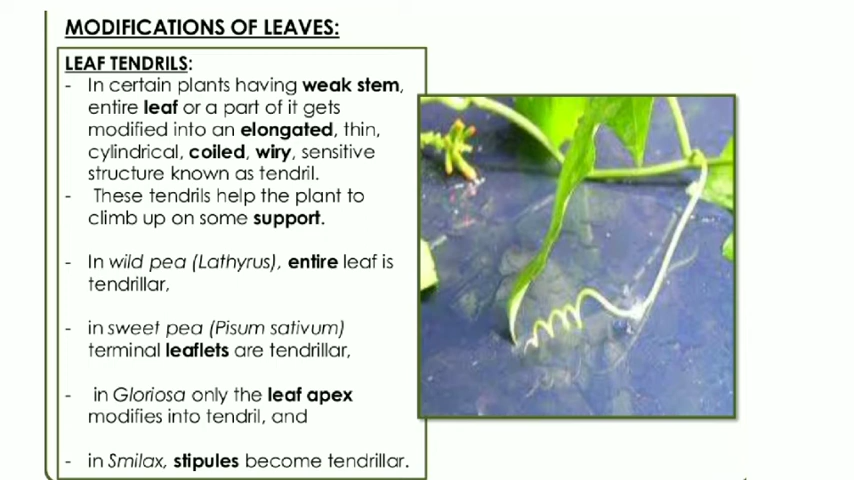 MODIFICATIONS OF LEAVES:
LEAF TENDRILS:
- In certain plants having weak stem,
entire leaf or a part of it gets
modified into an elongated, thin,
cylindrical, coiled, wiry, sensitive
structure known as tendril.
- These tendrils help the plant to
climb up on some support.
- In wild pea (Lathyrus), entire leaf is
tendrillar,
- in sweet pea (Pisum sativum)
terminal leaflets are tendrillar,
- in Gloriosa only the leaf apex
modifies into tendril, and
- in Smilax, stipules become tendrillar.